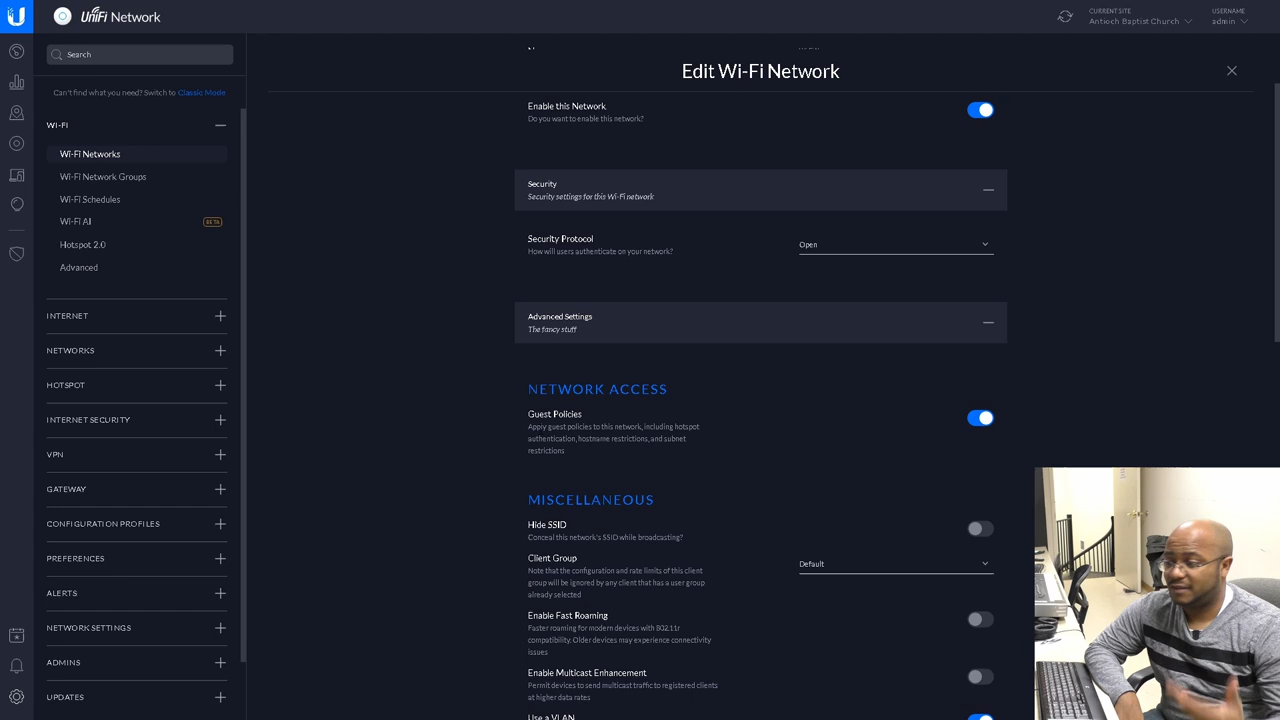 UniFi Network
CURRENT SITE
Antioch Baptist Church
USERNAME
admin
Search
Can't find what you need? Switch to Classic Mode
WI-FI
Wi-Fi Networks
Wi-Fi Network Groups
Wi-Fi Schedules
Wi-Fi AI
BETA
Hotspot 2.0
Advanced
INTERNET
NETWORKS
HOTSPOT
INTERNET SECURITY
VPN
GATEWAY
CONFIGURATION PROFILES
PREFERENCES
ALERTS
NETWORK SETTINGS
ADMINS
UPDATES
Edit Wi-Fi Network
Enable this Network
Do you want to enable this network?
Security
Security settings for this Wi-Fi network
Security Protocol
How will users authenticate on your network?
Open
Advanced Settings
The fancy stuff
NETWORK ACCESS
Guest Policies
Apply guest policies to this network, including hotspot
authentication, hostname restrictions, and subnet
restrictions
MISCELLANEOUS
Hide SSID
Conceal this network's SSID while broadcasting?
Client Group
Note that the configuration and rate limits of this client
group will be ignored by any client that has a user group
already selected
Default
Enable Fast Roaming
Faster roaming for modern devices with 802.11r
compatibility. Older devices may experience connectivity
issues
Enable Multicast Enhancement
Permit devices to send multicast traffic to registered clients
at higher data rates
Use a VLAN